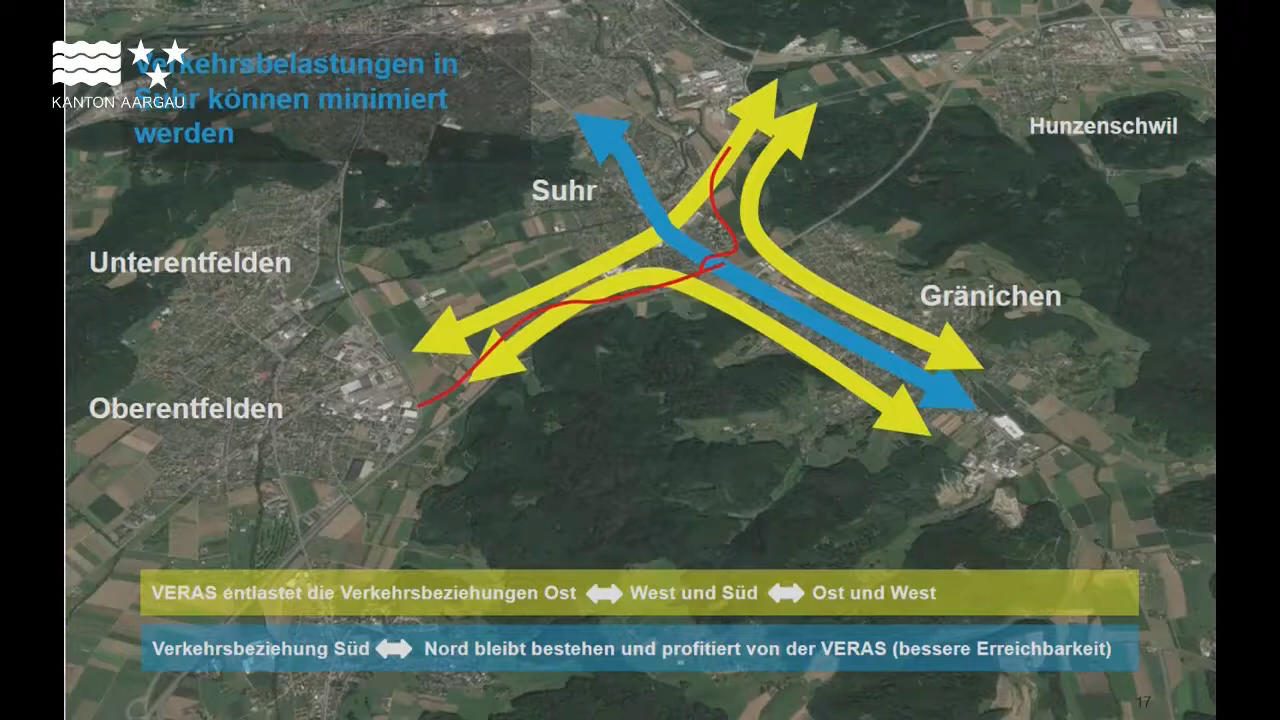 Verkehrsbelastungen in
Suhr können minimiert
werden
KANTON AARGAU
Hunzenschwil
Suhr
Unterentfelden
Gränichen
Oberentfelden
VERAS entlastet die Verkehrsbeziehungen Ost West und Süd Ost und West
Verkehrsbeziehung Süd Nord bleibt bestehen und profitiert von der VERAS (bessere Erreichbarkeit)
17